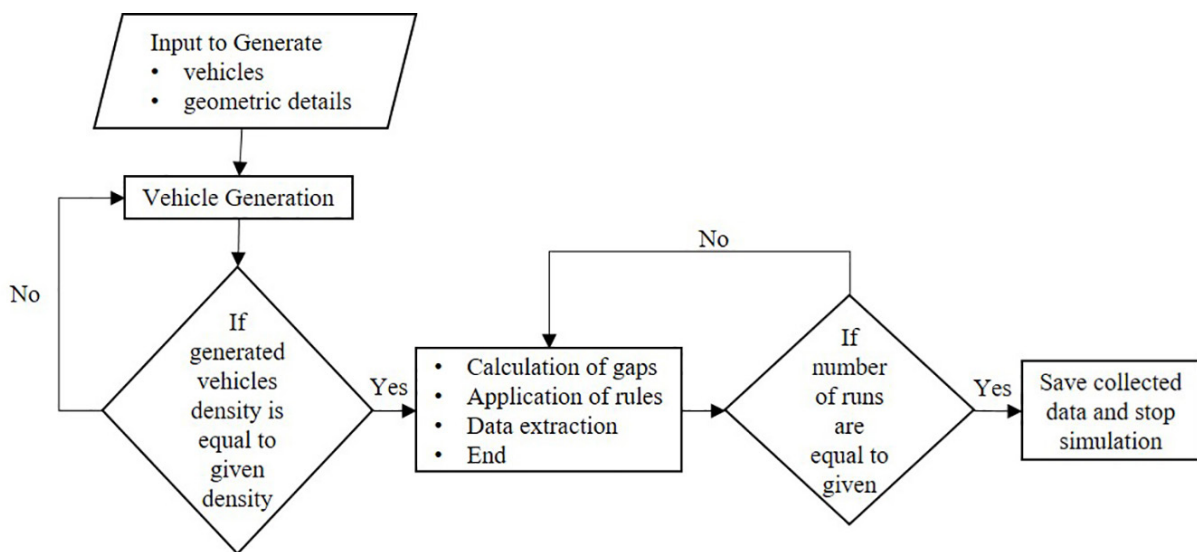 Input to Generate
• vehicles
• geometric details
Vehicle Generation
No
If
generated
vehicles
density is
equal to
given
density
Yes
• Calculation of gaps
• Application of rules
• Data extraction
• End
No
If
number
of runs
are
equal to
given
Yes
Save collected
data and stop
simulation